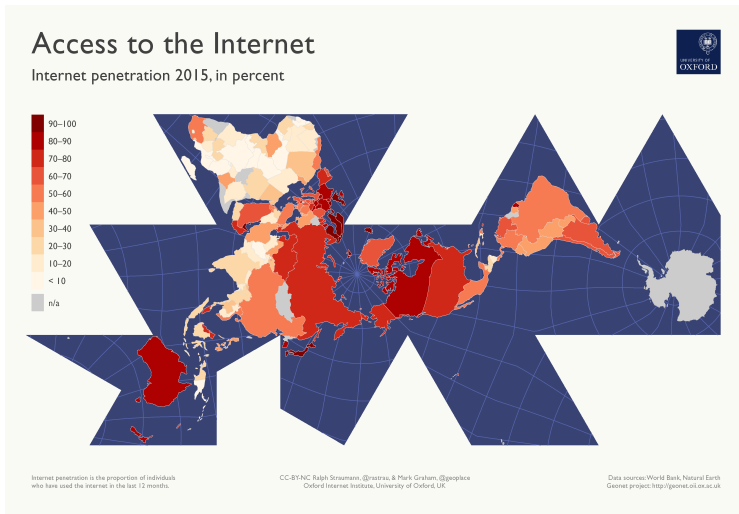 Access to the Internet
Internet penetration 2015, in percent
UNIVERSITY OF
OXFORD
90–100
80–90
70–80
60–70
50–60
40–50
30–40
20–30
10–20
< 10
n/a
Internet penetration is the proportion of individuals
who have used the internet in the last 12 months.
CC-BY-NC Ralph Straumann, @rastrau, & Mark Graham, @geoplace
Oxford Internet Institute, University of Oxford, UK
Data sources: World Bank, Natural Earth
Geonet project: http://geonet.oii.ox.ac.uk